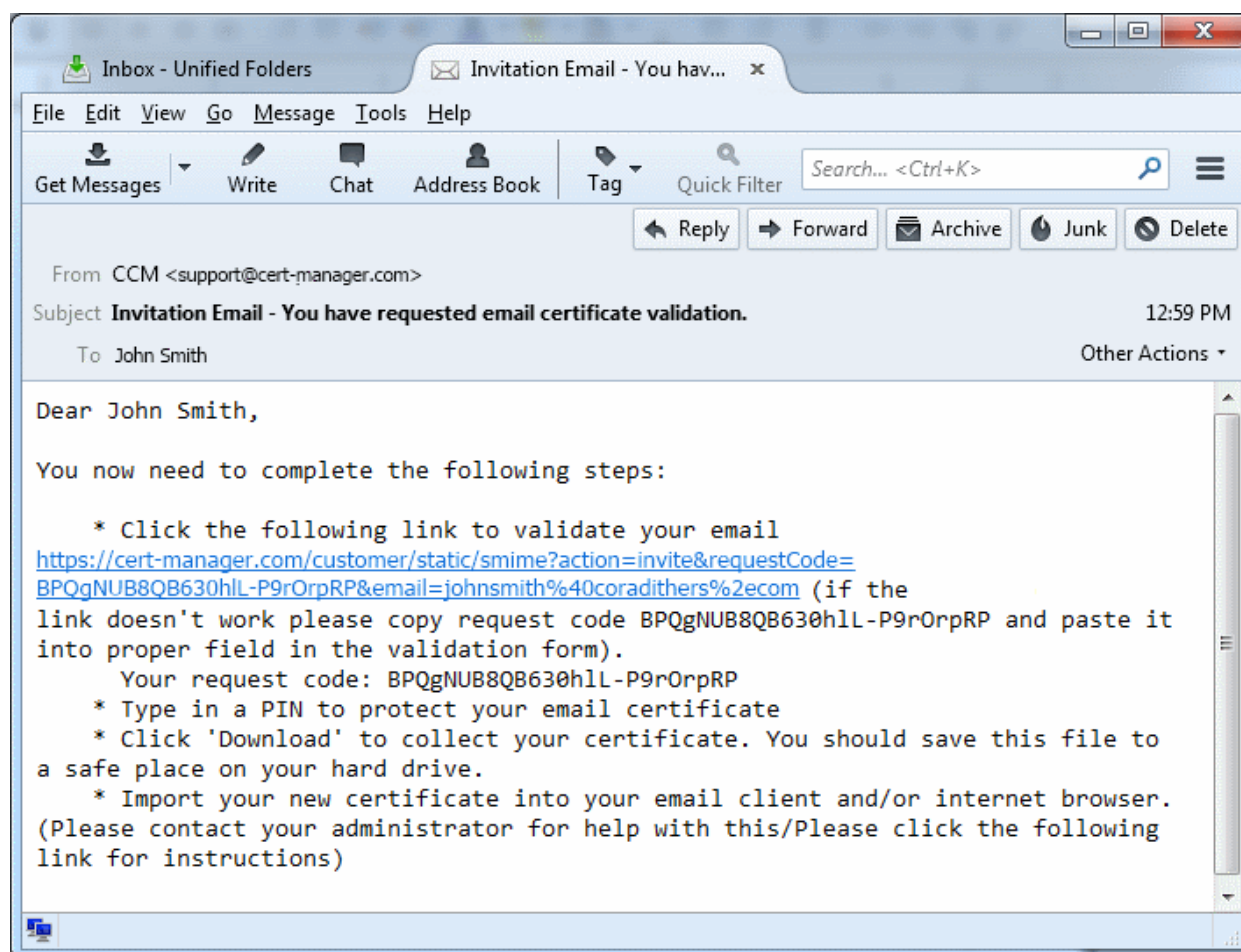 Inbox - Unified Folders
Invitation Email - You hav...
File Edit View Go Message Tools Help
Get Messages Write Chat Address Book Tag Quick Filter Search... <Ctrl+K>
Reply Forward Archive Junk Delete
From CCM <support@cert-manager.com>
Subject Invitation Email - You have requested email certificate validation. 12:59 PM
To John Smith Other Actions
Dear John Smith,
You now need to complete the following steps:
* Click the following link to validate your email
https://cert-manager.com/customer/static/smime?action=invite&requestCode=
BPQgNUB8QB630hlL-P9rOrpRP&email=johnsmith%40coradithers%2ecom (if the
link doesn't work please copy request code BPQgNUB8QB630hlL-P9rOrpRP and paste it
into proper field in the validation form).
Your request code: BPQgNUB8QB630hlL-P9rOrpRP
* Type in a PIN to protect your email certificate
* Click 'Download' to collect your certificate. You should save this file to
a safe place on your hard drive.
* Import your new certificate into your email client and/or internet browser.
(Please contact your administrator for help with this/Please click the following
link for instructions)